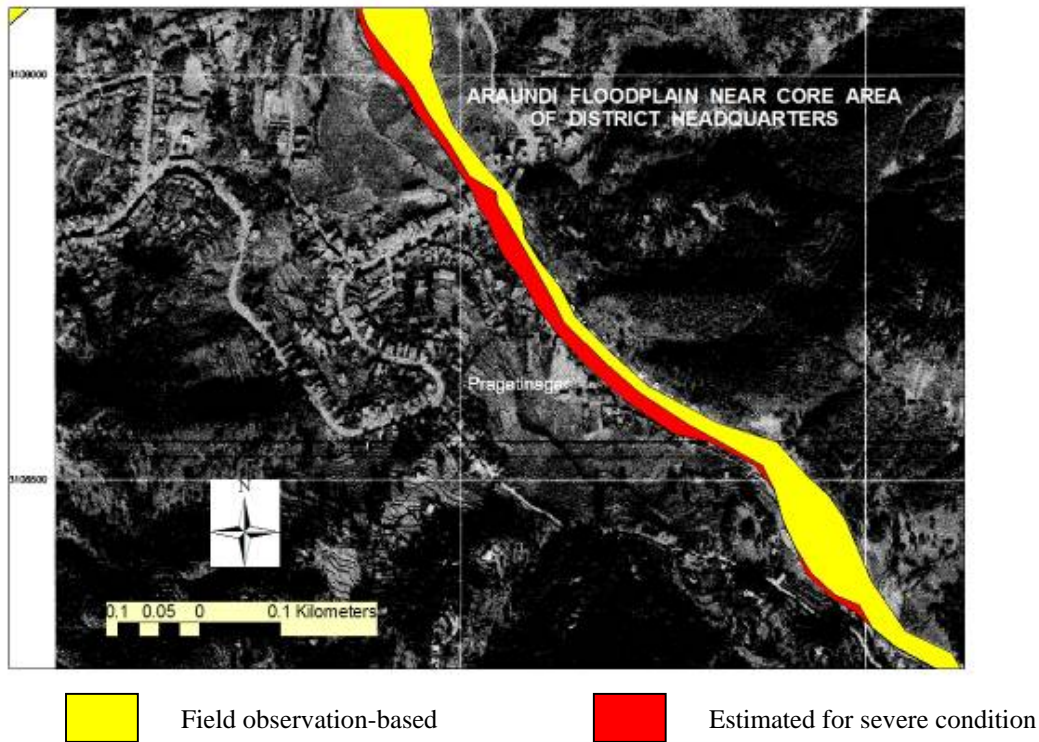 3109000
ARAUNDI FLOODPLAIN NEAR CORE AREA
OF DISTRICT HEADQUARTERS
Pragatinagar
3108500
N
0.1 0.05 0 0.1 Kilometers
Field observation-based
Estimated for severe condition